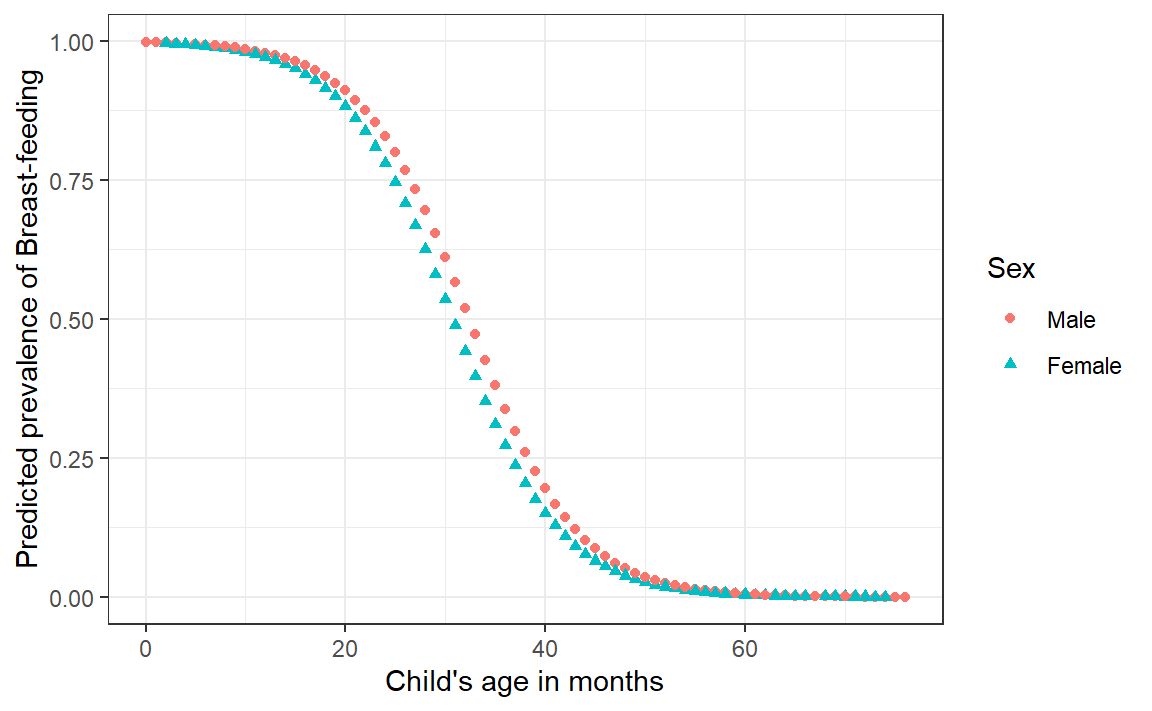 Predicted prevalence of Breast-feeding
1.00
0.75
0.50
0.25
0.00
0 20 40 60
Child's age in months
Sex
Male
Female